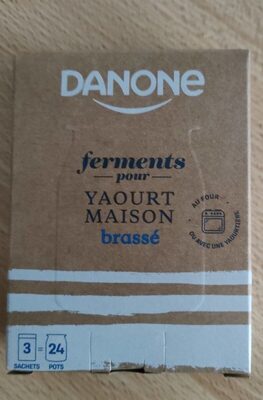 DANONE
ferments
pour
YAOURT
MAISON
brassé
AU FOUR
OU AVEC UNE YAOURTIÈRE
3 = 24
SACHETS POTS